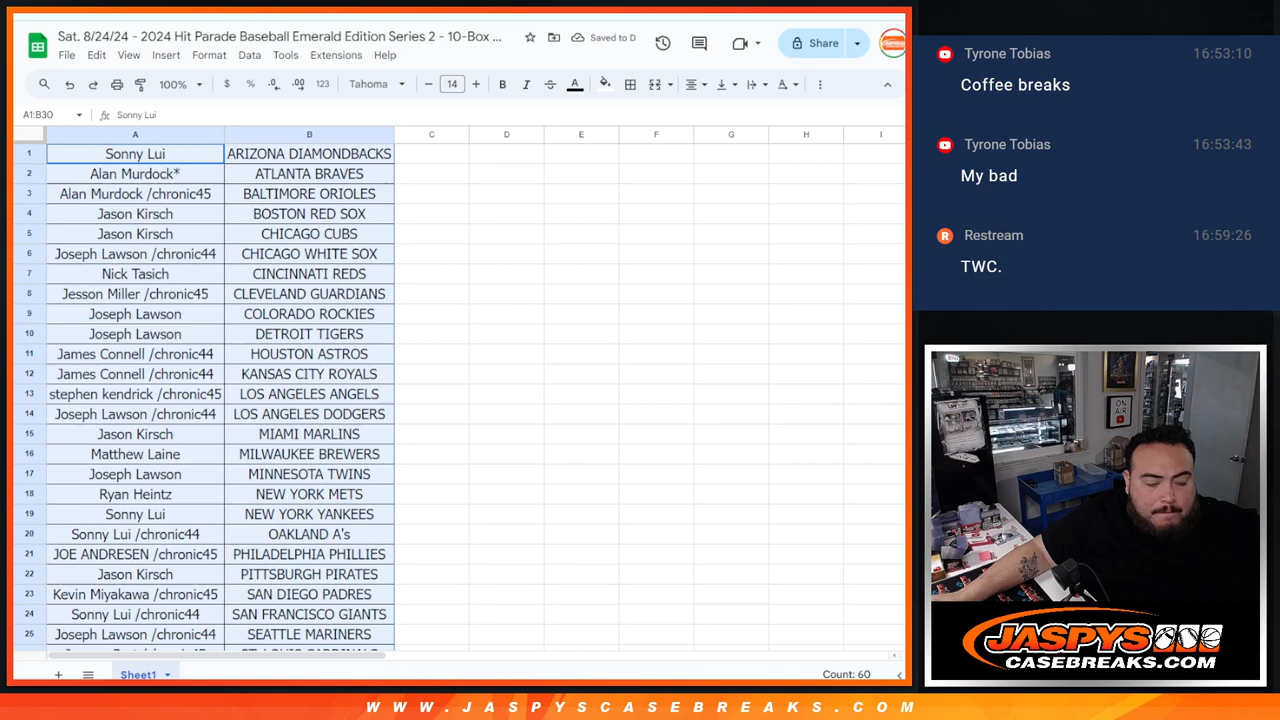 Sat. 8/24/24 - 2024 Hit Parade Baseball Emerald Edition Series 2 - 10-Box ...
Saved to D
Share
File Edit View Insert Format Data Tools Extensions Help
100% $ % .0 .00 123 Tahoma 14 B I A
A1:B30 fx Sonny Lui
A B C D E F G H I
1 Sonny Lui ARIZONA DIAMONDBACKS
2 Alan Murdock* ATLANTA BRAVES
3 Alan Murdock /chronic45 BALTIMORE ORIOLES
4 Jason Kirsch BOSTON RED SOX
5 Jason Kirsch CHICAGO CUBS
6 Joseph Lawson /chronic44 CHICAGO WHITE SOX
7 Nick Tasich CINCINNATI REDS
8 Jesson Miller /chronic45 CLEVELAND GUARDIANS
9 Joseph Lawson COLORADO ROCKIES
10 Joseph Lawson DETROIT TIGERS
11 James Connell /chronic44 HOUSTON ASTROS
12 James Connell /chronic44 KANSAS CITY ROYALS
13 stephen kendrick /chronic45 LOS ANGELES ANGELS
14 Joseph Lawson /chronic44 LOS ANGELES DODGERS
15 Jason Kirsch MIAMI MARLINS
16 Matthew Laine MILWAUKEE BREWERS
17 Joseph Lawson MINNESOTA TWINS
18 Ryan Heintz NEW YORK METS
19 Sonny Lui NEW YORK YANKEES
20 Sonny Lui /chronic44 OAKLAND A's
21 JOE ANDRESEN /chronic45 PHILADELPHIA PHILLIES
22 Jason Kirsch PITTSBURGH PIRATES
23 Kevin Miyakawa /chronic45 SAN DIEGO PADRES
24 Sonny Lui /chronic44 SAN FRANCISCO GIANTS
25 Joseph Lawson /chronic44 SEATTLE MARINERS
Sheet1
Count: 60
Tyrone Tobias 16:53:10
Coffee breaks
Tyrone Tobias 16:53:43
My bad
Restream 16:59:26
TWC.
ON AIR
JASPYS
CASEBREAKS.COM
WWW.JASPYSCASEBREAKS.COM